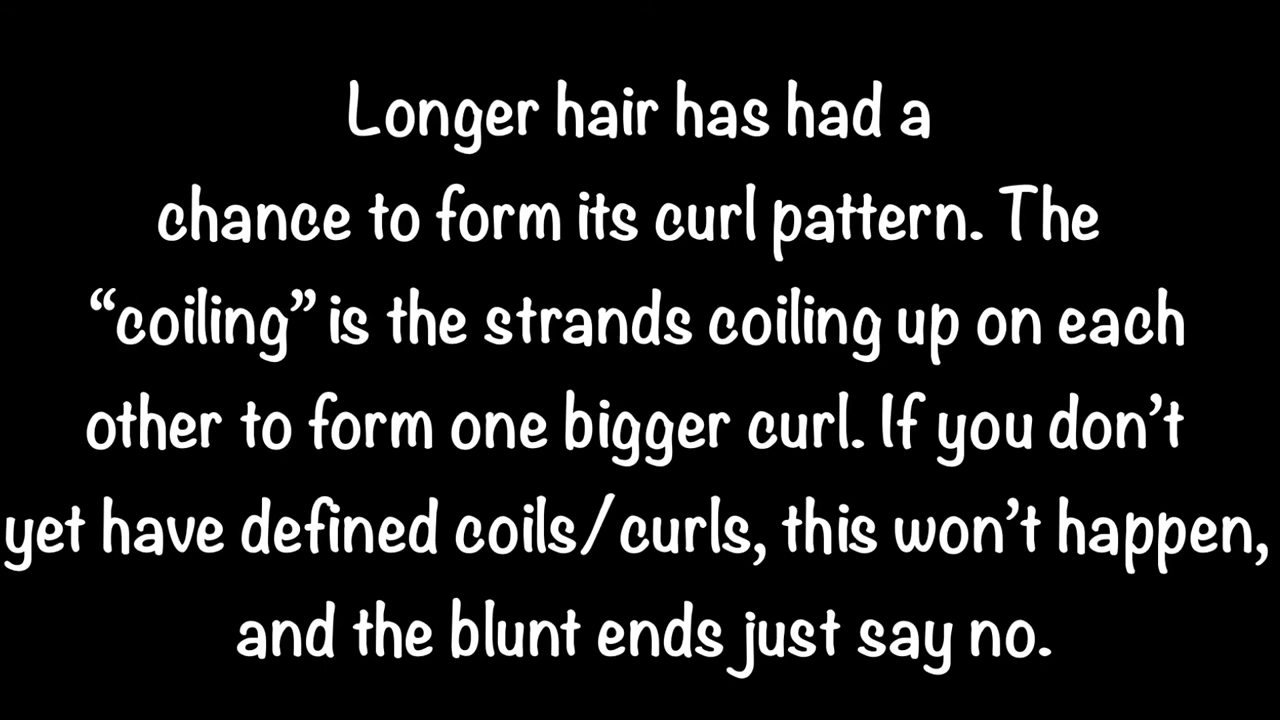 Longer hair has had a
chance to form its curl pattern. The
“coiling” is the strands coiling up on each
other to form one bigger curl. If you don’t
yet have defined coils/curls, this won’t happen,
and the blunt ends just say no.